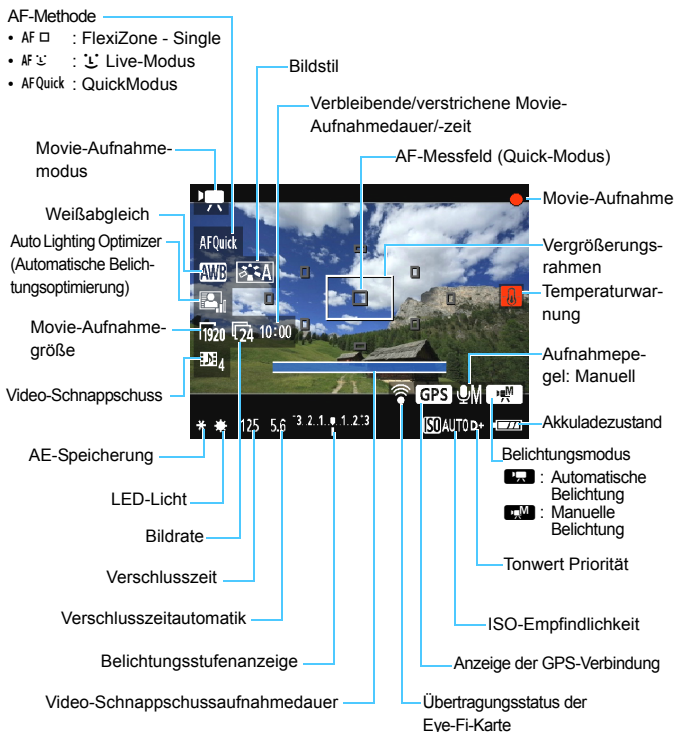 AF-Methode
• AF □ : FlexiZone - Single
• AF : Live-Modus
• AFQuick : QuickModus
Bildstil
Verbleibende/verstrichene Movie-
Aufnahmedauer/-zeit
AF-Messfeld (Quick-Modus)
Movie-Aufnahme-
modus
Movie-Aufnahme
Weißabgleich
Auto Lighting Optimizer
(Automatische Belich-
tungsoptimierung)
Vergrößerungs-
rahmen
Temperaturwar-
nung
Movie-Aufnahme-
größe
Aufnahmepe-
gel: Manuell
Video-Schnappschuss
Akkuladezustand
AFQuick
AWB A
1920 24 10:00
4
GPS M M
125 5.6 -3..2..1..0..1..2..+3 ISO AUTO D+
AE-Speicherung
Belichtungsmodus
: Automatische
Belichtung
M : Manuelle
Belichtung
LED-Licht
Bildrate
Verschlusszeit
Tonwert Priorität
Verschlusszeitautomatik
ISO-Empfindlichkeit
Belichtungsstufenanzeige
Anzeige der GPS-Verbindung
Video-Schnappschussaufnahmedauer
Übertragungsstatus der
Eye-Fi-Karte